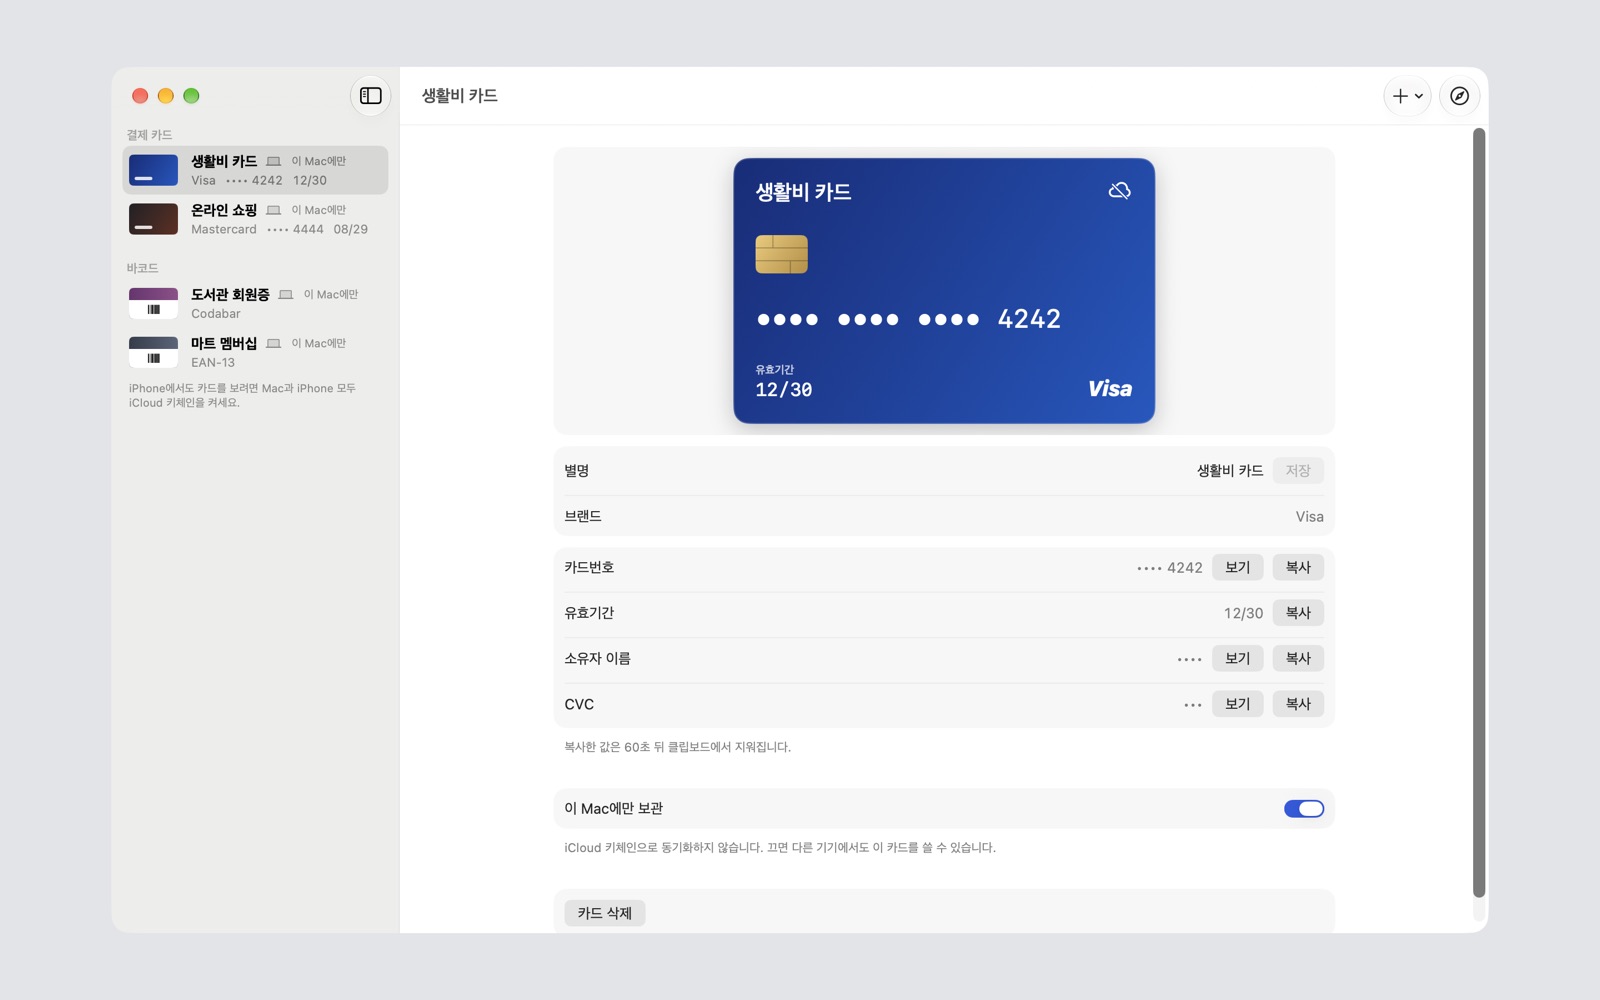 생활비 카드
결제 카드
생활비 카드 이 Mac에만
Visa •••• 4242 12/30
온라인 쇼핑 이 Mac에만
Mastercard •••• 4444 08/29
바코드
도서관 회원증 이 Mac에만
Codabar
마트 멤버십 이 Mac에만
EAN-13
iPhone에서도 카드를 보려면 Mac과 iPhone 모두
iCloud 키체인을 켜세요.
생활비 카드
●●●● ●●●● ●●●● 4242
유효기간
12/30
Visa
별명 생활비 카드 저장
브랜드 Visa
카드번호 •••• 4242 보기 복사
유효기간 12/30 복사
소유자 이름 •••• 보기 복사
CVC ••• 보기 복사
복사한 값은 60초 뒤 클립보드에서 지워집니다.
이 Mac에만 보관
iCloud 키체인으로 동기화하지 않습니다. 끄면 다른 기기에서도 이 카드를 쓸 수 있습니다.
카드 삭제